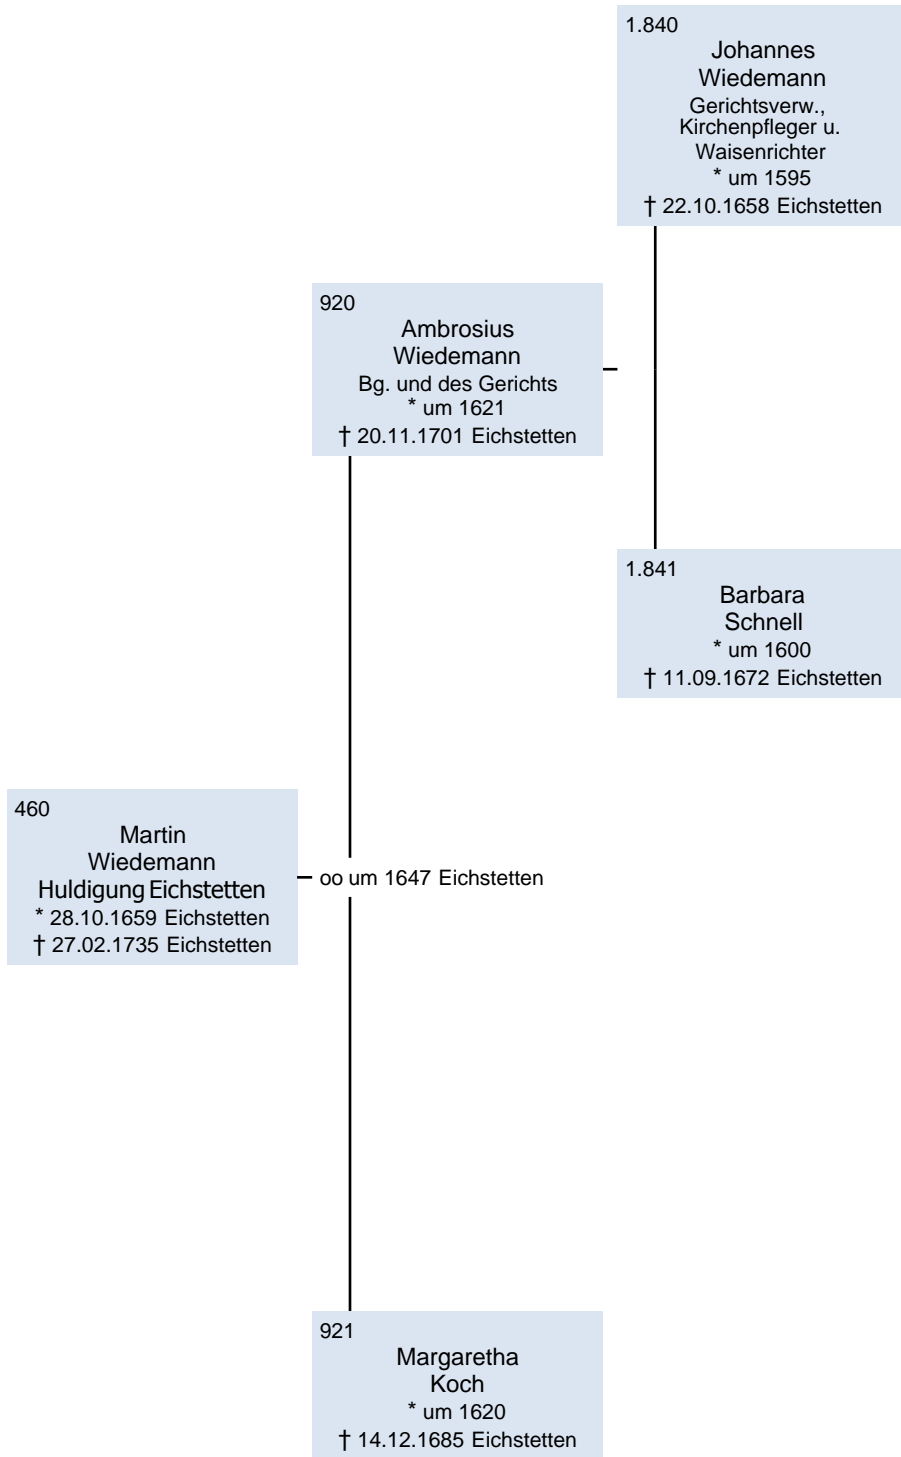 1.840
Johannes
Wiedemann
Gerichtsverw.,
Kirchenpfleger u.
Waisenrichter
* um 1595
† 22.10.1658 Eichstetten
920
Ambrosius
Wiedemann
Bg. und des Gerichts
* um 1621
† 20.11.1701 Eichstetten
1.841
Barbara
Schnell
* um 1600
† 11.09.1672 Eichstetten
460
Martin
Wiedemann
Huldigung Eichstetten
* 28.10.1659 Eichstetten
† 27.02.1735 Eichstetten
oo um 1647 Eichstetten
921
Margaretha
Koch
* um 1620
† 14.12.1685 Eichstetten